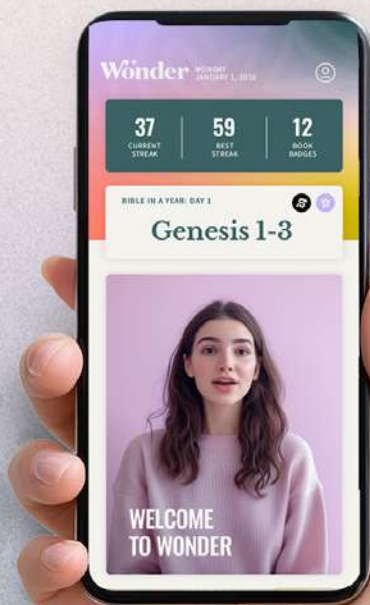 Wonder
MONDAY
JANUARY 1, 2026
37
CURRENT
STREAK
59
BEST
STREAK
12
BOOK
BADGES
BIBLE IN A YEAR: DAY 1
Genesis 1-3
WELCOME
TO WONDER